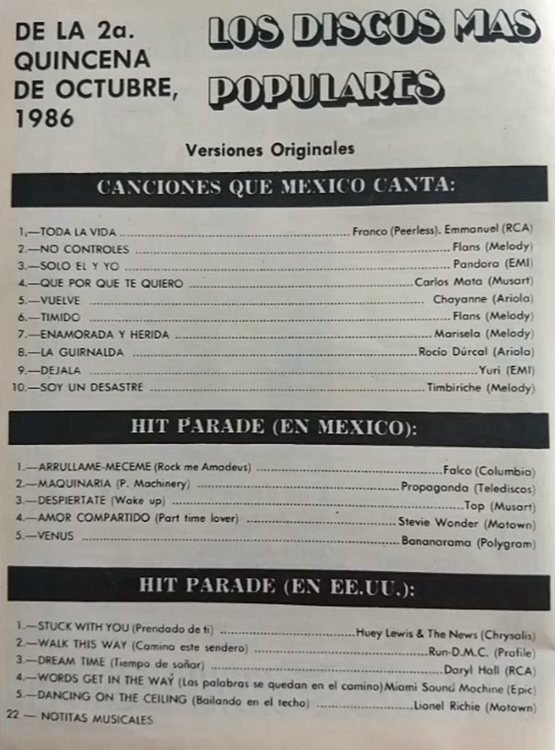 DE LA 2a.
QUINCENA
DE OCTUBRE,
1986
LOS DISCOS MAS
POPULARES
Versiones Originales
CANCIONES QUE MEXICO CANTA:
1.—TODA LA VIDA ........ Franco (Peerless). Emmanuel (RCA)
2.—NO CONTROLES ........ Flans (Melody)
3.—SOLO EL Y YO ........ Pandora (EMI)
4.—QUE POR QUE TE QUIERO ........ Carlos Mata (Musart)
5.—VUELVE ........ Chayanne (Ariola)
6.—TIMIDO ........ Flans (Melody)
7.—ENAMORADA Y HERIDA ........ Marisela (Melody)
8.—LA GUIRNALDA ........ Rocío Dúrcal (Ariola)
9.—DEJALA ........ Yuri (EMI)
10.—SOY UN DESASTRE ........ Timbiriche (Melody)
HIT PARADE (EN MEXICO):
1.—ARRULLAME-MECEME (Rock me Amadeus) ........ Falco (Columbia)
2.—MAQUINARIA (P. Machinery) ........ Propaganda (Telediscos)
3.—DESPIERTATE (Wake up) ........ Top (Musart)
4.—AMOR COMPARTIDO (Part time lover) ........ Stevie Wonder (Motown)
5.—VENUS ........ Bananarama (Polygram)
HIT PARADE (EN EE.UU.):
1.—STUCK WITH YOU (Prendado de ti) ........ Huey Lewis & The News (Chrysalis)
2.—WALK THIS WAY (Camina este sendero) ........ Run-D.M.C. (Profile)
3.—DREAM TIME (Tiempo de soñar) ........ Daryl Hall (RCA)
4.—WORDS GET IN THE WAY (Las palabras se quedan en el camino) Miami Sound Machine (Epic)
5.—DANCING ON THE CEILING (Bailando en el techo) ........ Lionel Richie (Motown)
22 — NOTITAS MUSICALES